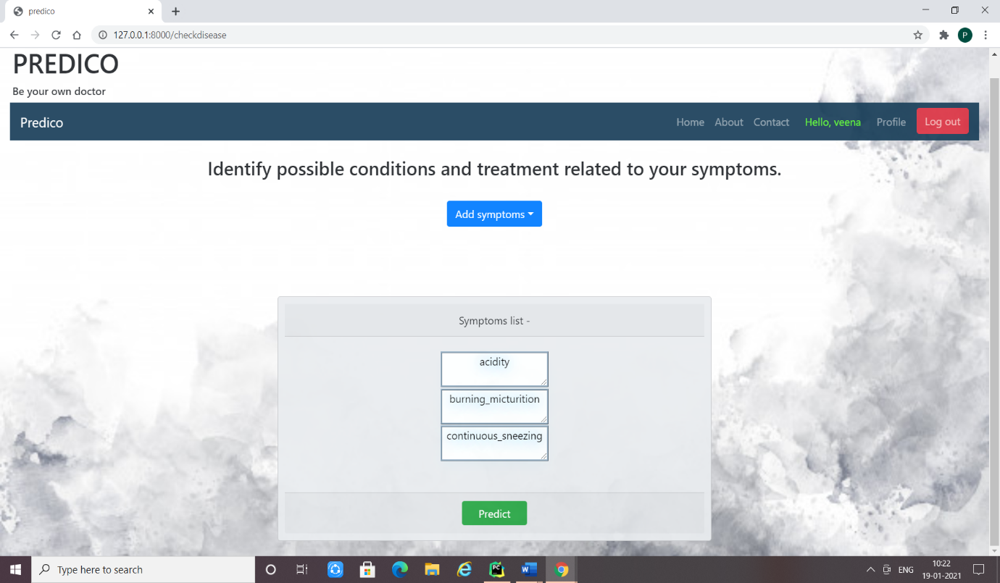 predico
127.0.0.1:8000/checkdisease
P
PREDICO
Be your own doctor
Predico Home About Contact Hello, veena Profile Log out
Identify possible conditions and treatment related to your symptoms.
Add symptoms
Symptoms list -
acidity
burning_micturition
continuous_sneezing
Predict
Type here to search
PC
W
ENG
10:22
19-01-2021